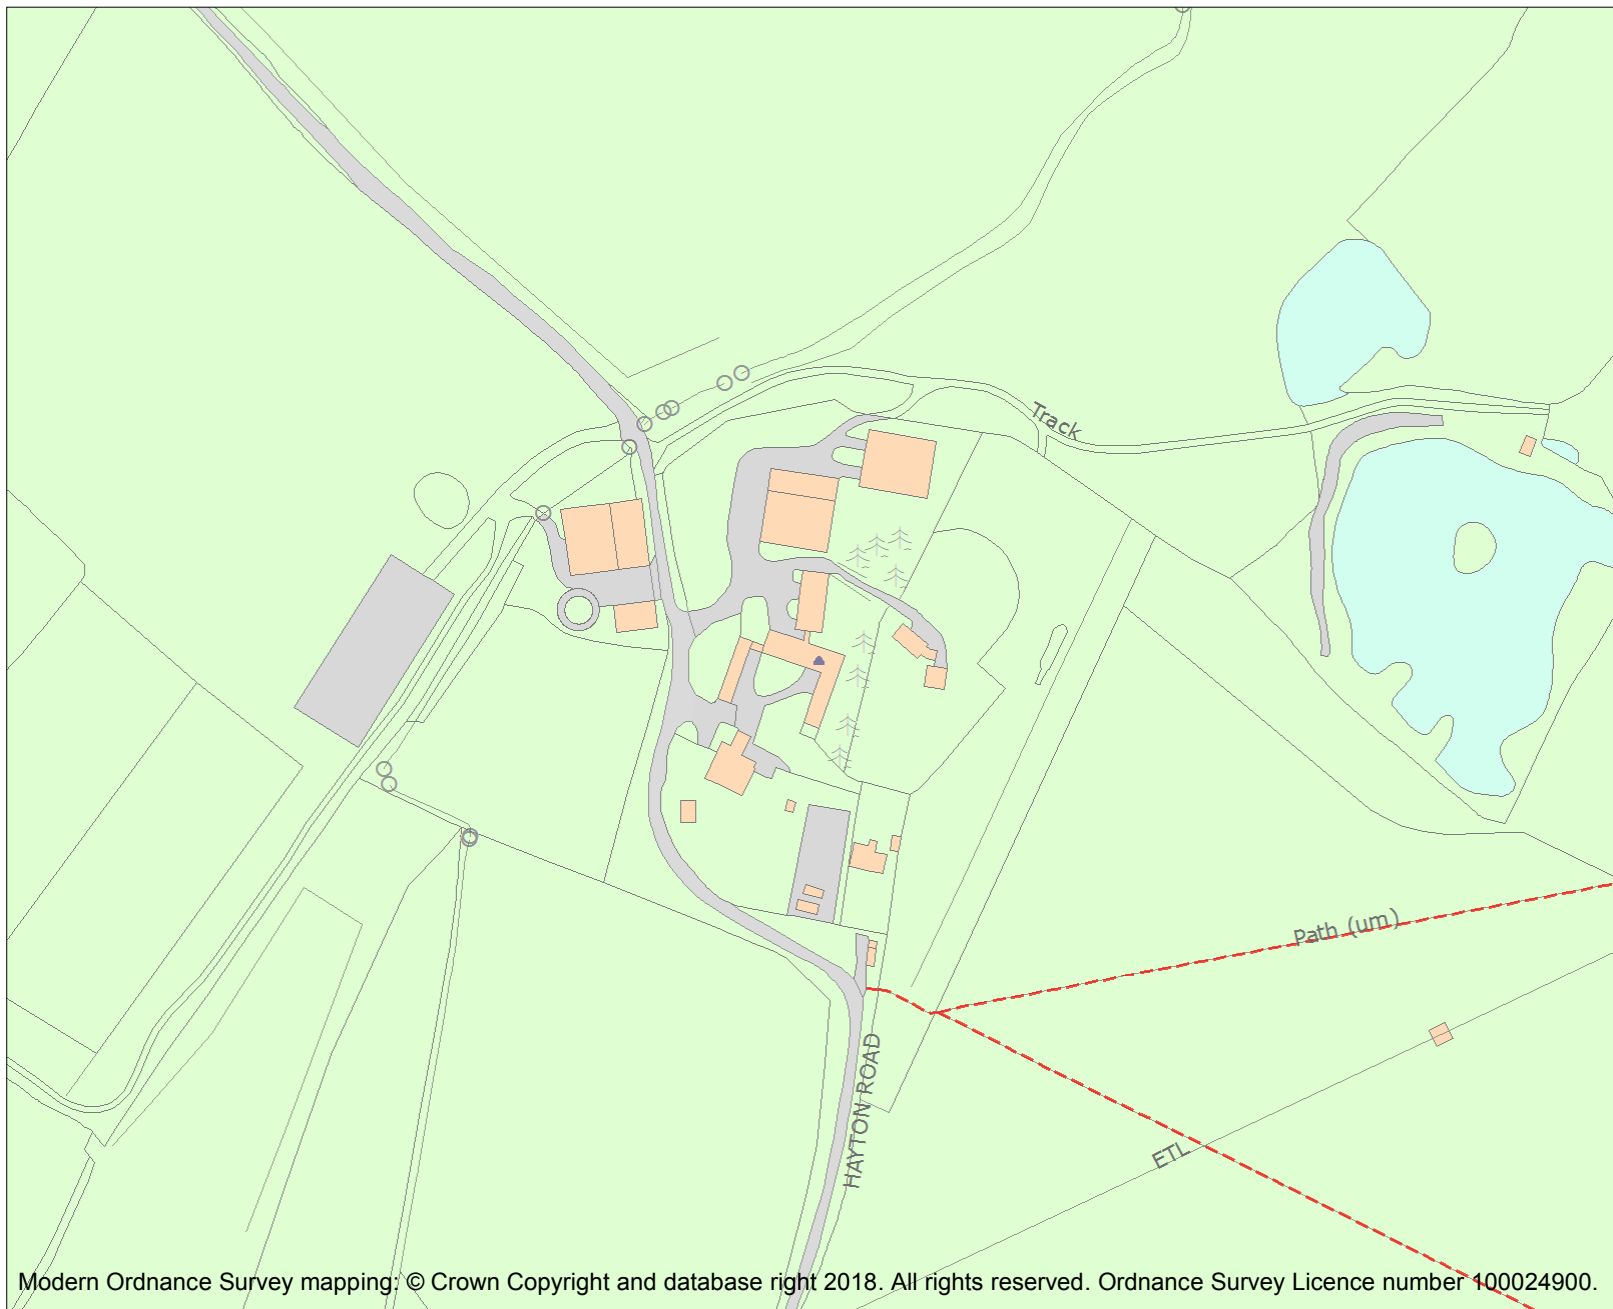 Track
Path (um)
HAYTON ROAD
ETL
Modern Ordnance Survey mapping: © Crown Copyright and database right 2018. All rights reserved. Ordnance Survey Licence number 100024900.